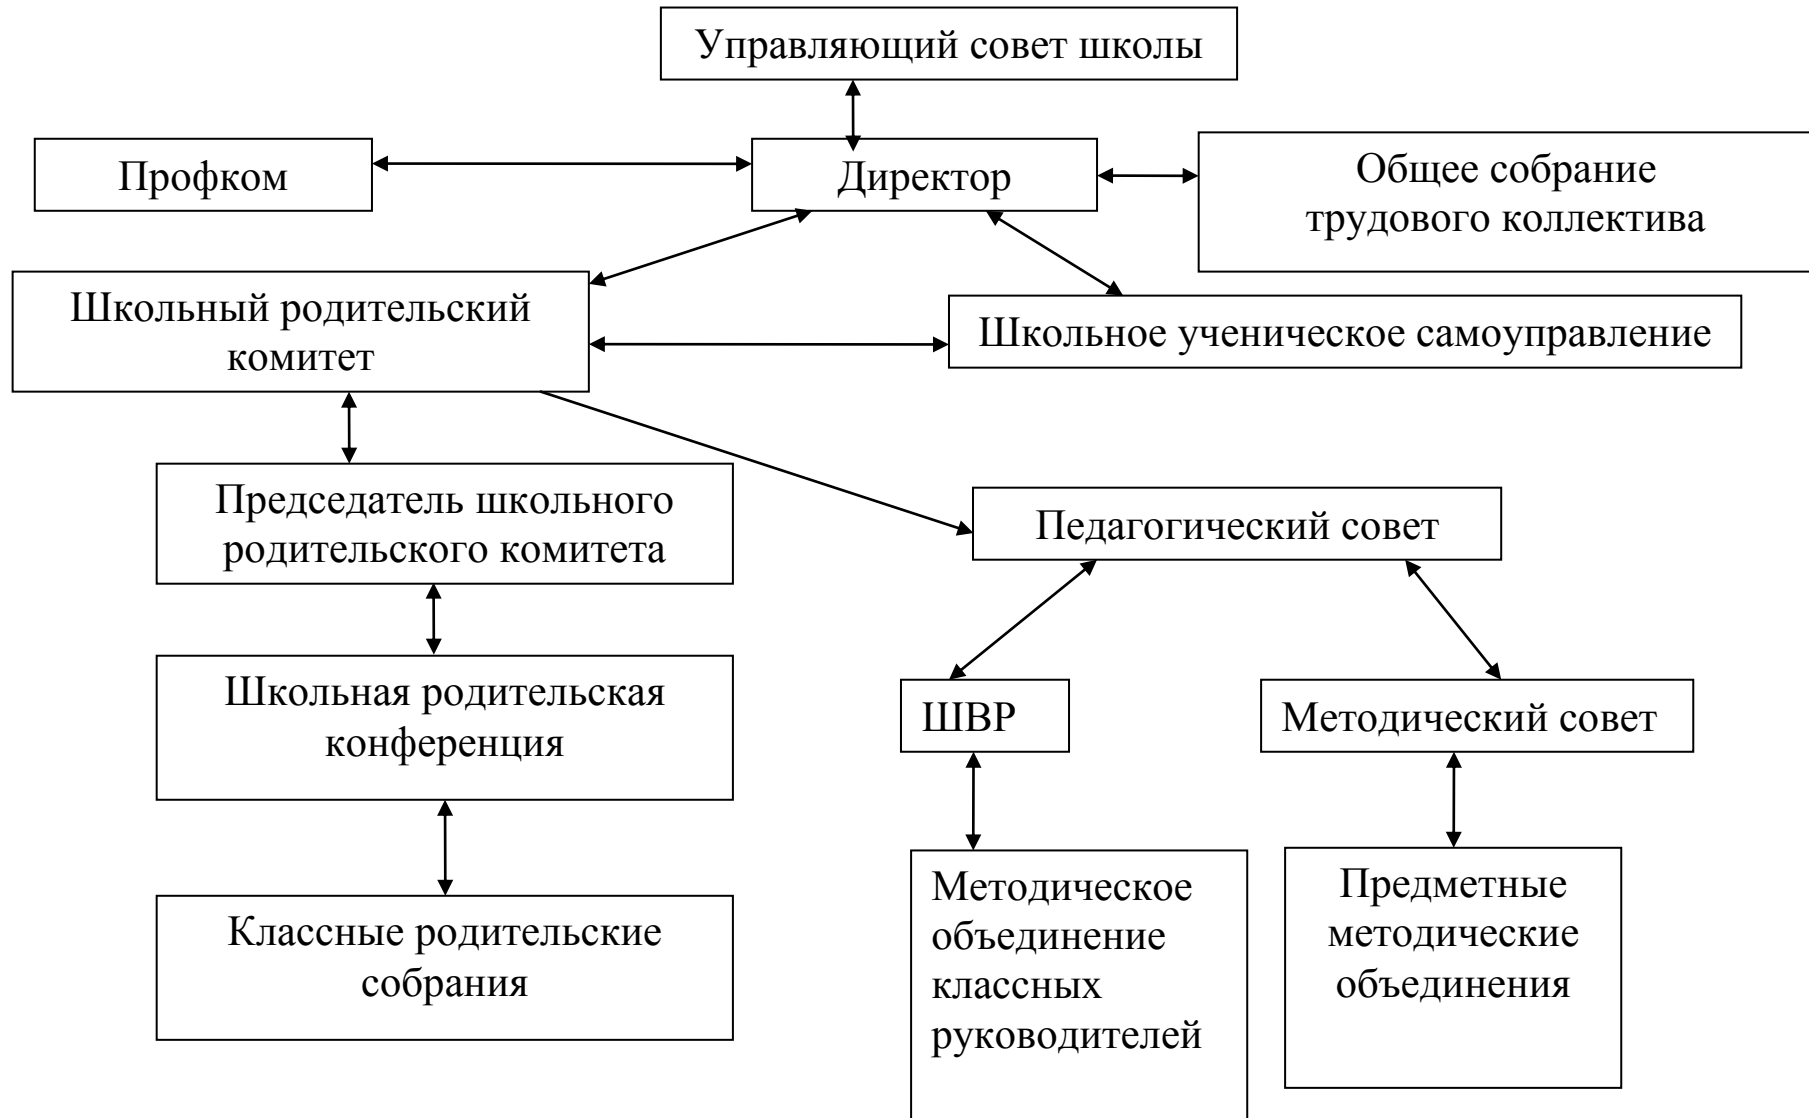 Управляющий совет школы
Профком
Директор
Общее собрание
трудового коллектива
Школьный родительский
комитет
Школьное ученическое самоуправление
Председатель школьного
родительского комитета
Педагогический совет
Школьная родительская
конференция
ШВР
Методический совет
Классные родительские
собрания
Методическое
объединение
классных
руководителей
Предметные
методические
объединения